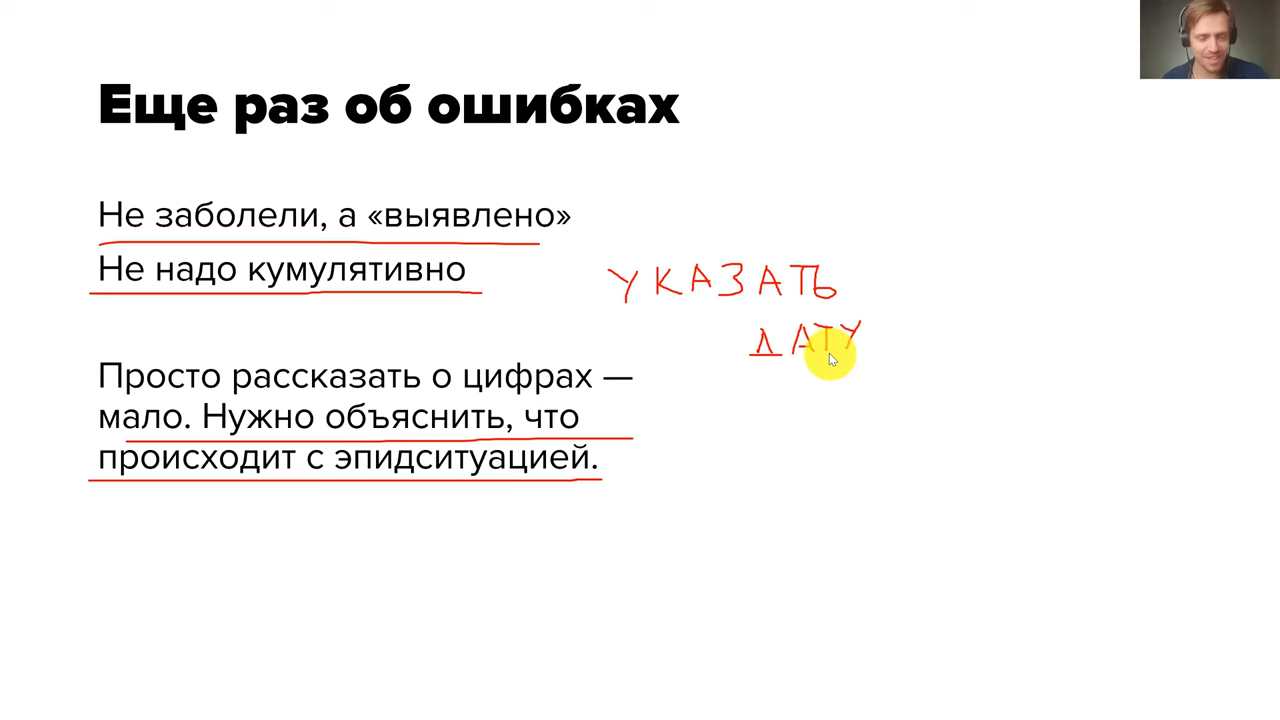 Еще раз об ошибках
Не заболели, а «выявлено»
Не надо кумулятивно
УКАЗАТЬ
ДАТУ
Просто рассказать о цифрах —
мало. Нужно объяснить, что
происходит с эпидситуацией.